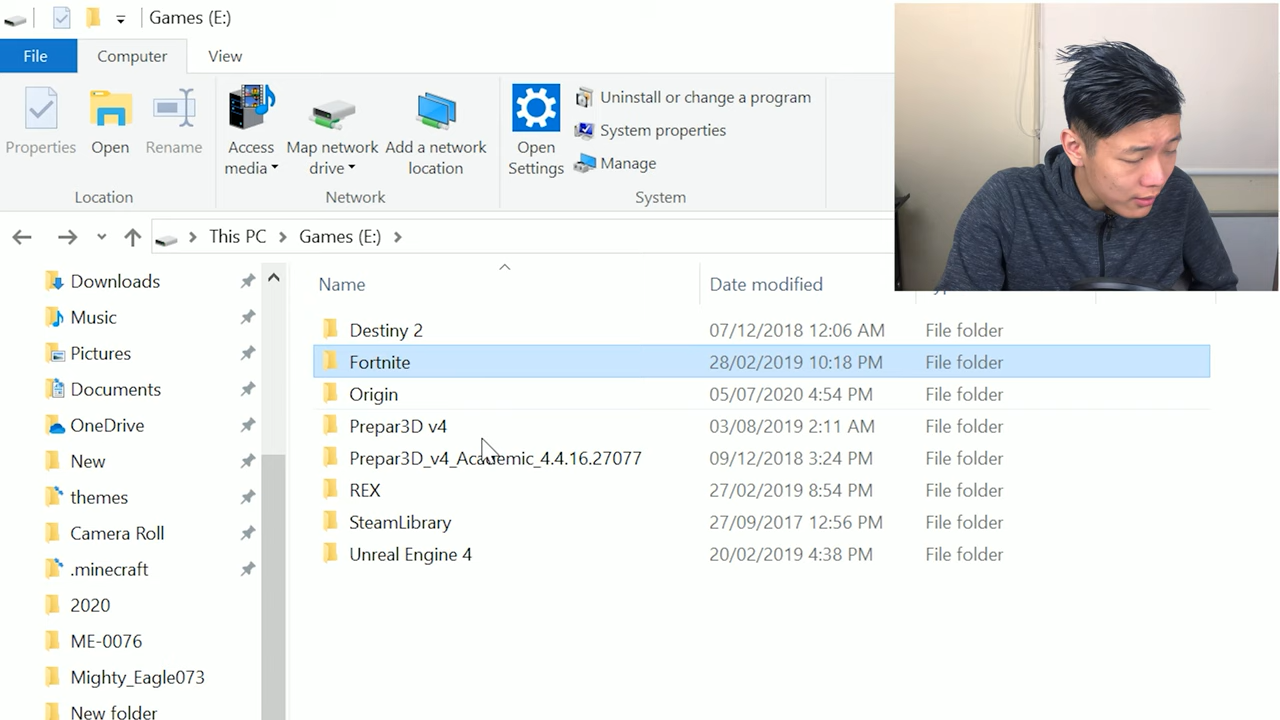 Games (E:)
File
Computer
View
Properties
Open
Rename
Access media
Map network drive
Add a network location
Open Settings
Uninstall or change a program
System properties
Manage
Location
Network
System
This PC
Games (E:)
Downloads
Music
Pictures
Documents
OneDrive
New
themes
Camera Roll
.minecraft
2020
ME-0076
Mighty_Eagle073
New folder
Name
Date modified
Destiny 2 07/12/2018 12:06 AM File folder
Fortnite 28/02/2019 10:18 PM File folder
Origin 05/07/2020 4:54 PM File folder
Prepar3D v4 03/08/2019 2:11 AM File folder
Prepar3D_v4_Academic_4.4.16.27077 09/12/2018 3:24 PM File folder
REX 27/02/2019 8:54 PM File folder
SteamLibrary 27/09/2017 12:56 PM File folder
Unreal Engine 4 20/02/2019 4:38 PM File folder